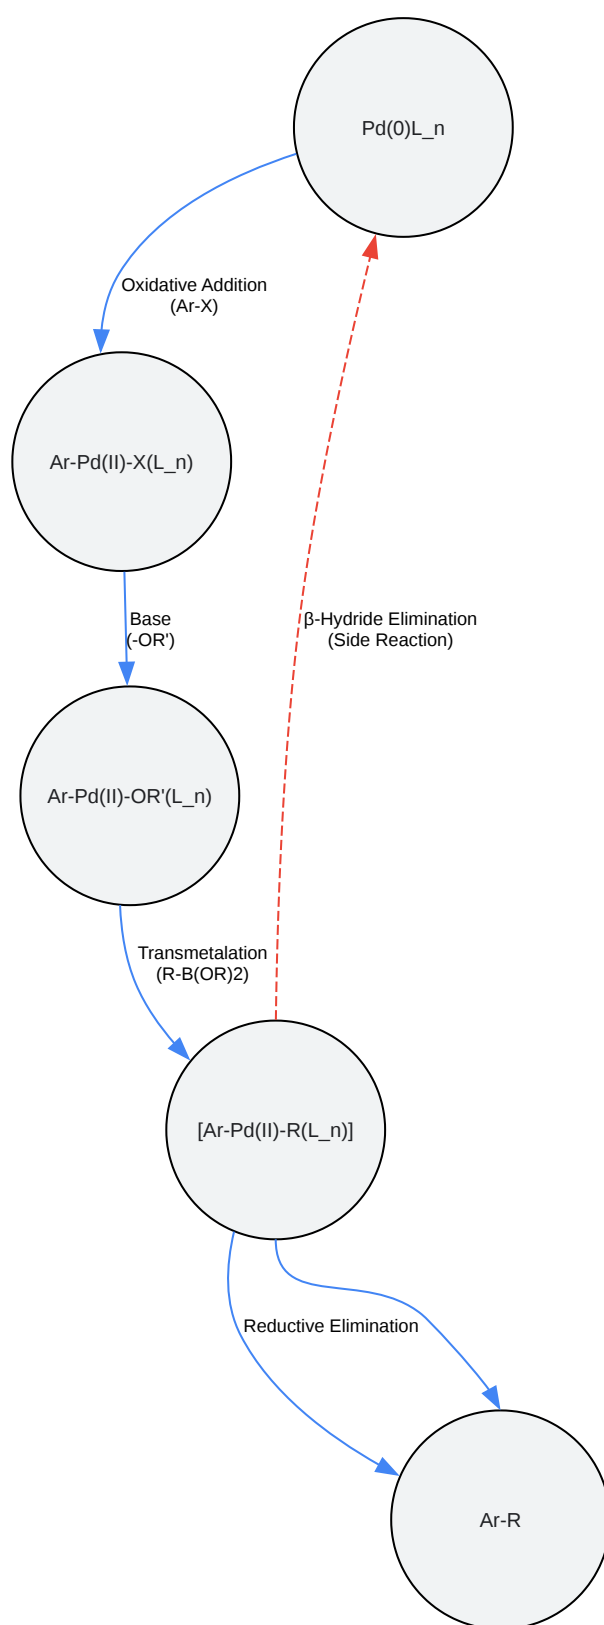 Pd(0)L_n
Oxidative Addition
(Ar-X)
Ar-Pd(II)-X(L_n)
Base
(-OR')
β-Hydride Elimination
(Side Reaction)
Ar-Pd(II)-OR'(L_n)
Transmetalation
(R-B(OR)2)
[Ar-Pd(II)-R(L_n)]
Reductive Elimination
Ar-R